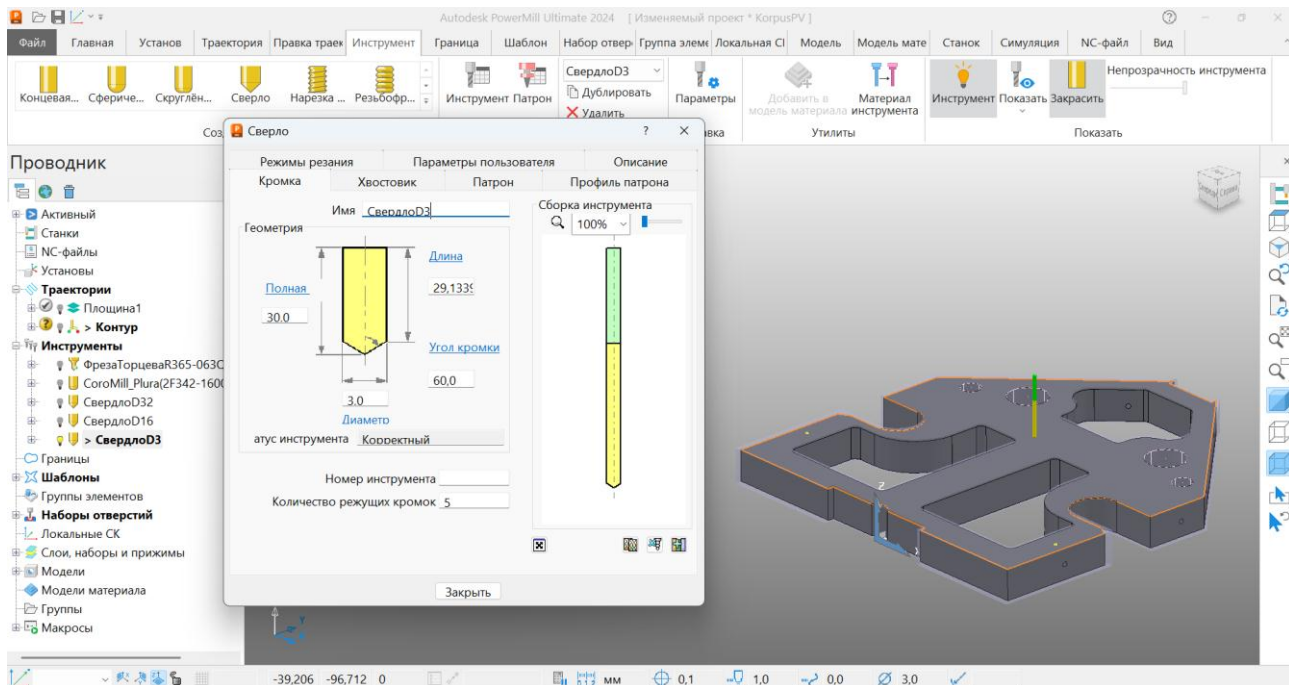 Autodesk PowerMill Ultimate 2024 [ Изменяемый проект * KorpusPV ]
Файл Главная Установ Траектория Правка траек Инструмент Граница Шаблон Набор отвер Группа элеме Локальная СІ Модель Модель мате Станок Симуляция NC-файл Вид
Концевая... Сфериче... Скруглён... Сверло Нарезка ... Резьбофр...
Инструмент Патрон
СверлоD3
Дублировать
Удалить
Параметры
Добавить в модель материала
Материал инструмента
Инструмент Показать Закрасить
Непрозрачность инструмента
Соз
вка
Утилиты
Показать
Проводник
Активный
Станки
NC-файлы
Установы
Траектории
Площина1
> Контур
Инструменты
ФрезаТорцеваR365-063C
CoroMill_Plura(2F342-1600
СвердлоD32
СвердлоD16
> СвердлоD3
Границы
Шаблоны
Группы элементов
Наборы отверстий
Локальные СК
Слои, наборы и прижимы
Модели
Модели материала
Группы
Макросы
Сверло ? ×
Режимы резания Параметры пользователя Описание
Кромка Хвостовик Патрон Профиль патрона
Имя СвердлоD3
Геометрия
Полная
30.0
Длина
29,1339
Угол кромки
60,0
3.0
Диаметр
атус инструмента Корректный
Номер инструмента
Количество режущих кромок 5
Сборка инструмента
100%
Закрыть
Z
X
Y
-39,206 -96,712 0 мм 0,1 1,0 0,0 3,0